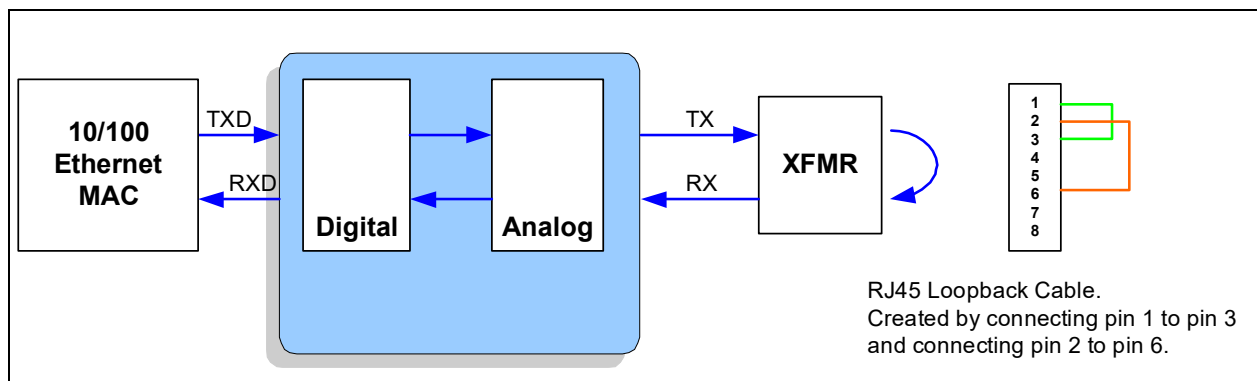 10/100
Ethernet
MAC
TXD
RXD
Digital
Analog
TX
RX
XFMR
1
2
3
4
5
6
7
8
RJ45 Loopback Cable.
Created by connecting pin 1 to pin 3
and connecting pin 2 to pin 6.